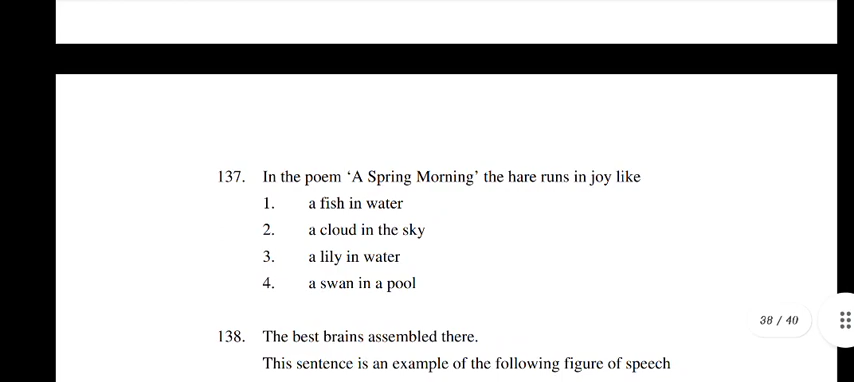 137. In the poem ‘A Spring Morning’ the hare runs in joy like
1. a fish in water
2. a cloud in the sky
3. a lily in water
4. a swan in a pool
38 / 40
138. The best brains assembled there.
This sentence is an example of the following figure of speech